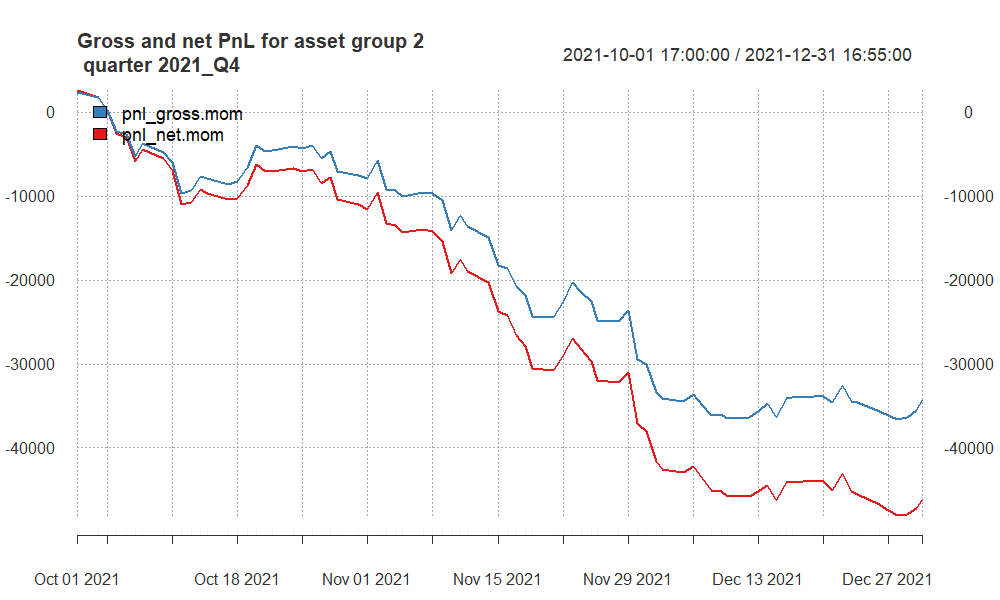 Gross and net PnL for asset group 2
quarter 2021_Q4
2021-10-01 17:00:00 / 2021-12-31 16:55:00
pnl_gross.mom
pnl_net.mom
0 0
-10000 -10000
-20000 -20000
-30000 -30000
-40000 -40000
Oct 01 2021 Oct 18 2021 Nov 01 2021 Nov 15 2021 Nov 29 2021 Dec 13 2021 Dec 27 2021